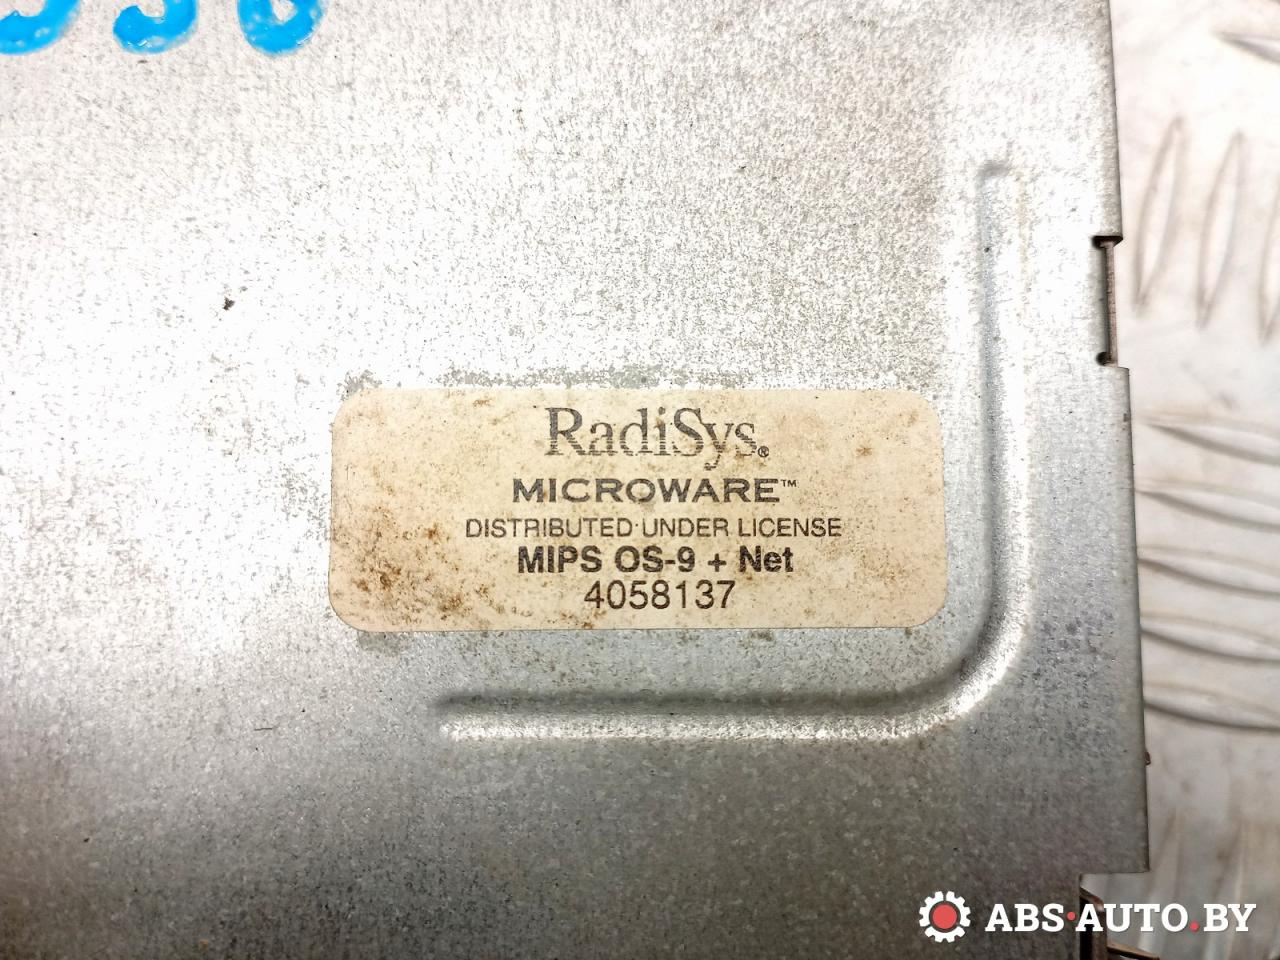 RadiSys®
MICROWARE™
DISTRIBUTED UNDER LICENSE
MIPS OS-9 + Net
4058137
ABS·AUTO.BY